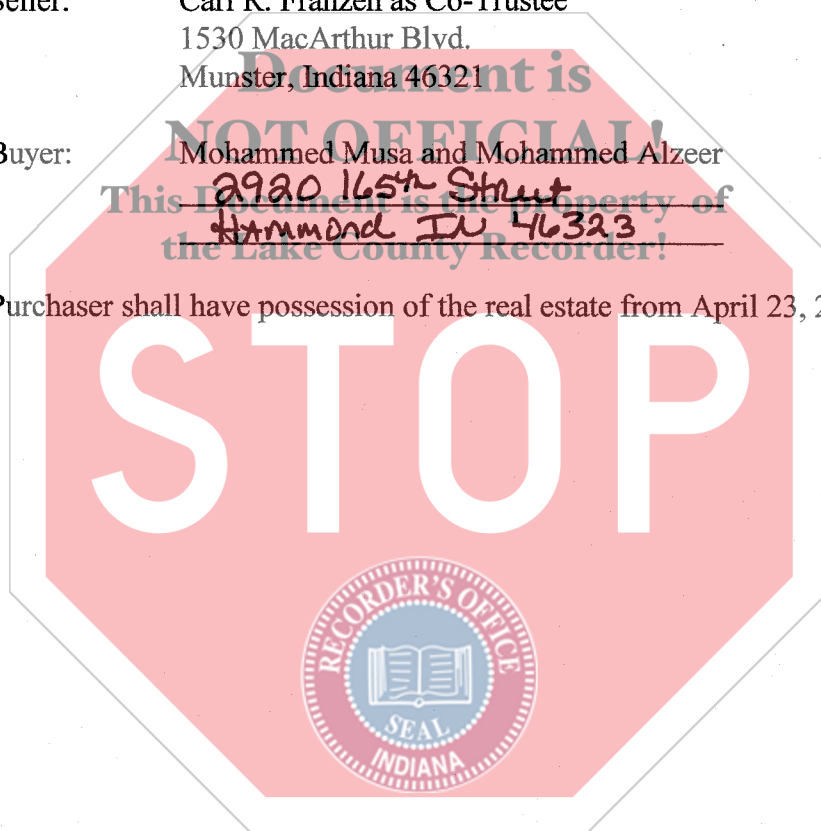 Seller: Carl R. Franzen as Co-Trustee
1530 MacArthur Blvd.
Munster, Indiana 46321
Document is
NOT OFFICIAL!
Buyer: Mohammed Musa and Mohammed Alzeer
2920 165th Street
This Document is the property of
Hammond IN 46323
the Lake County Recorder!
Purchaser shall have possession of the real estate from April 23, 2
STOP
RECORDER'S OFFICE
SEAL
INDIANA